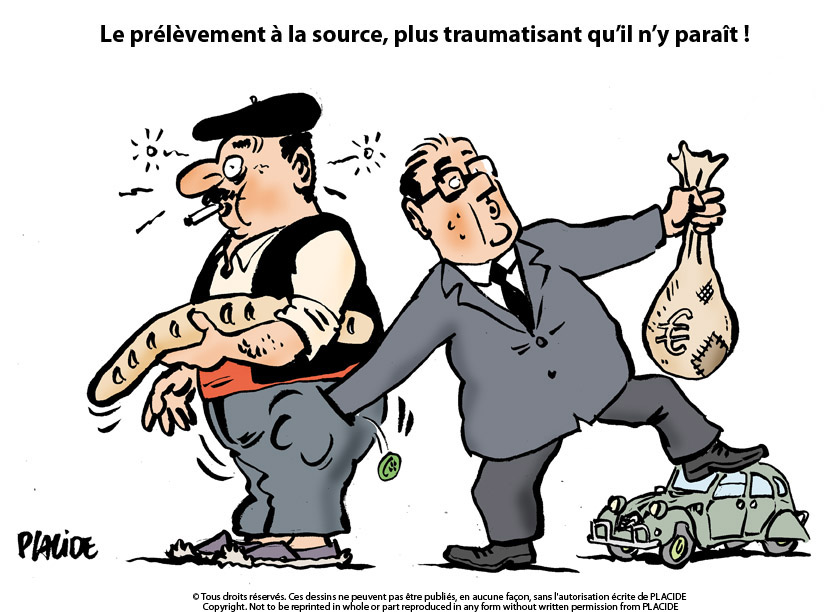 Le prélèvement à la source, plus traumatisant qu'il n'y paraît !
€
PLACIDE
© Tous droits réservés. Ces dessins ne peuvent pas être publiés, en aucune façon, sans l'autorisation écrite de PLACIDE
Copyright. Not to be reprinted in whole or part reproduced in any form without written permission from PLACIDE